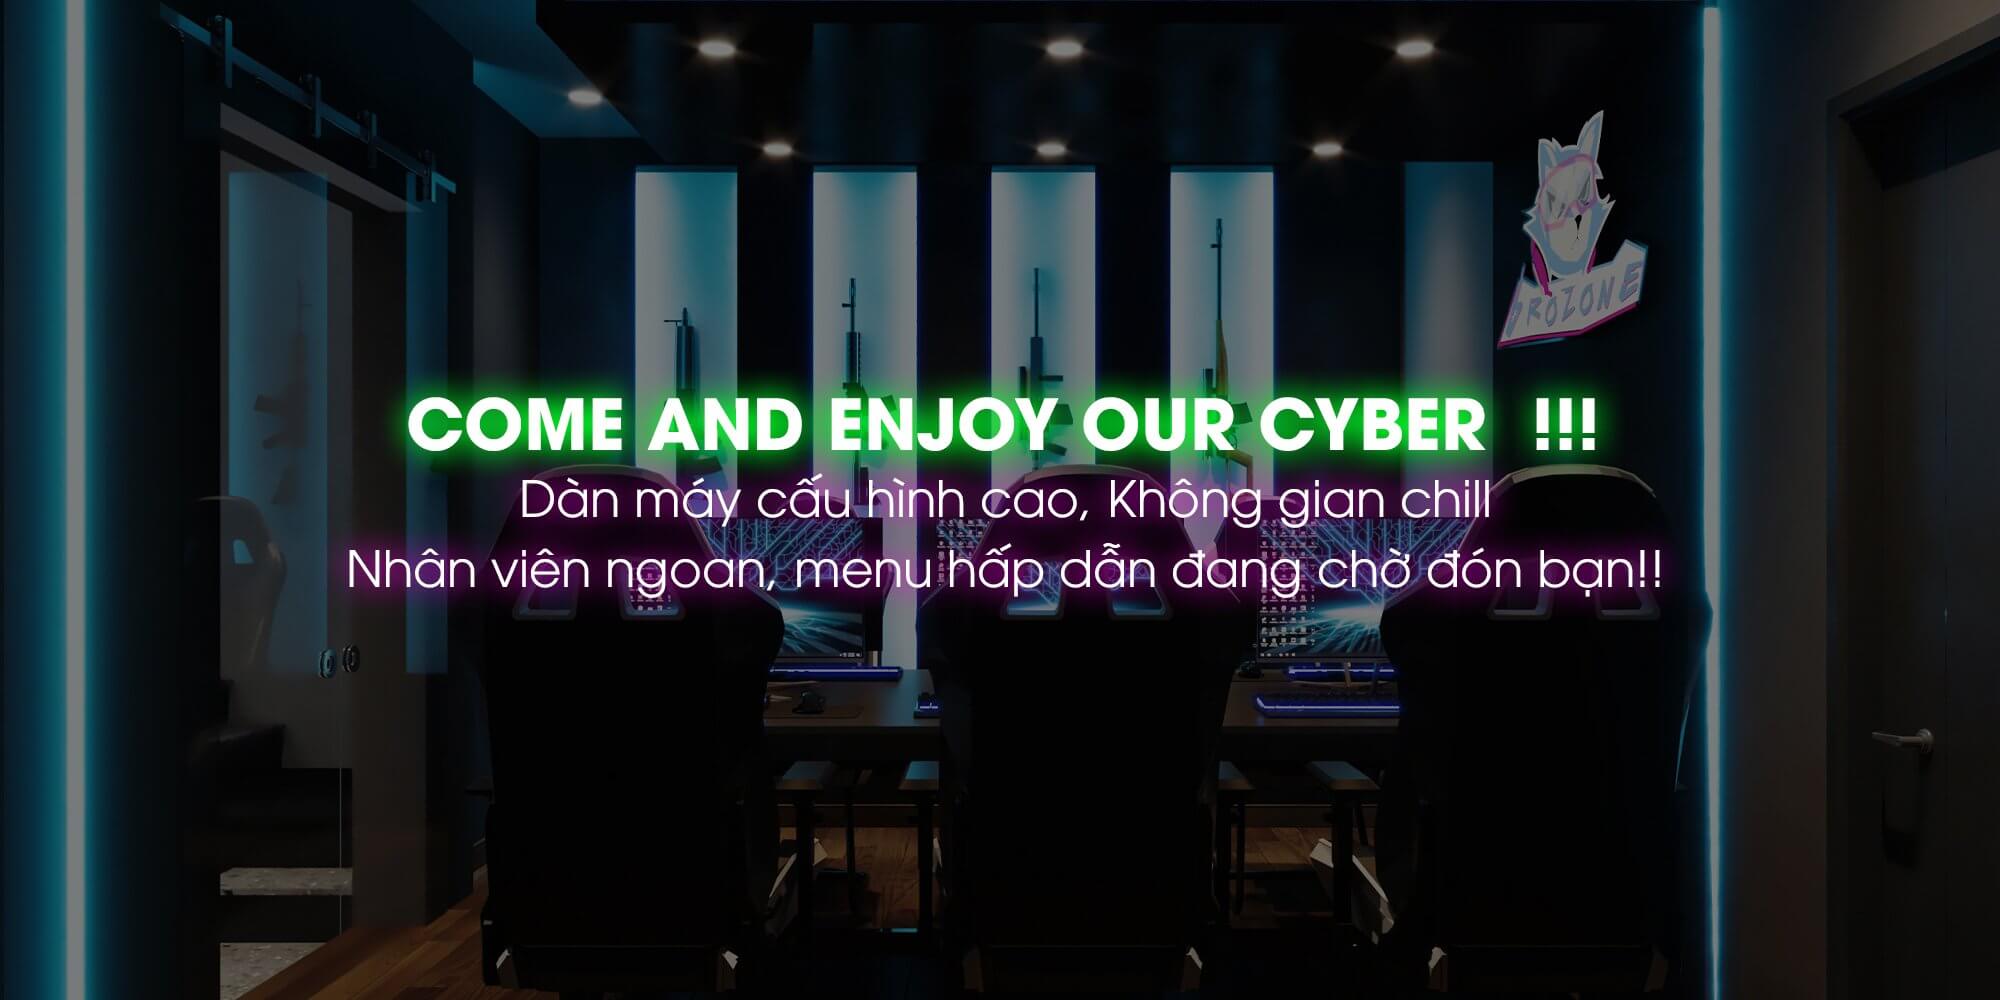 PROZONE
COME AND ENJOY OUR CYBER !!!
Dàn máy cấu hình cao, Không gian chill
Nhân viên ngoan, menu hấp dẫn đang chờ đón bạn!!